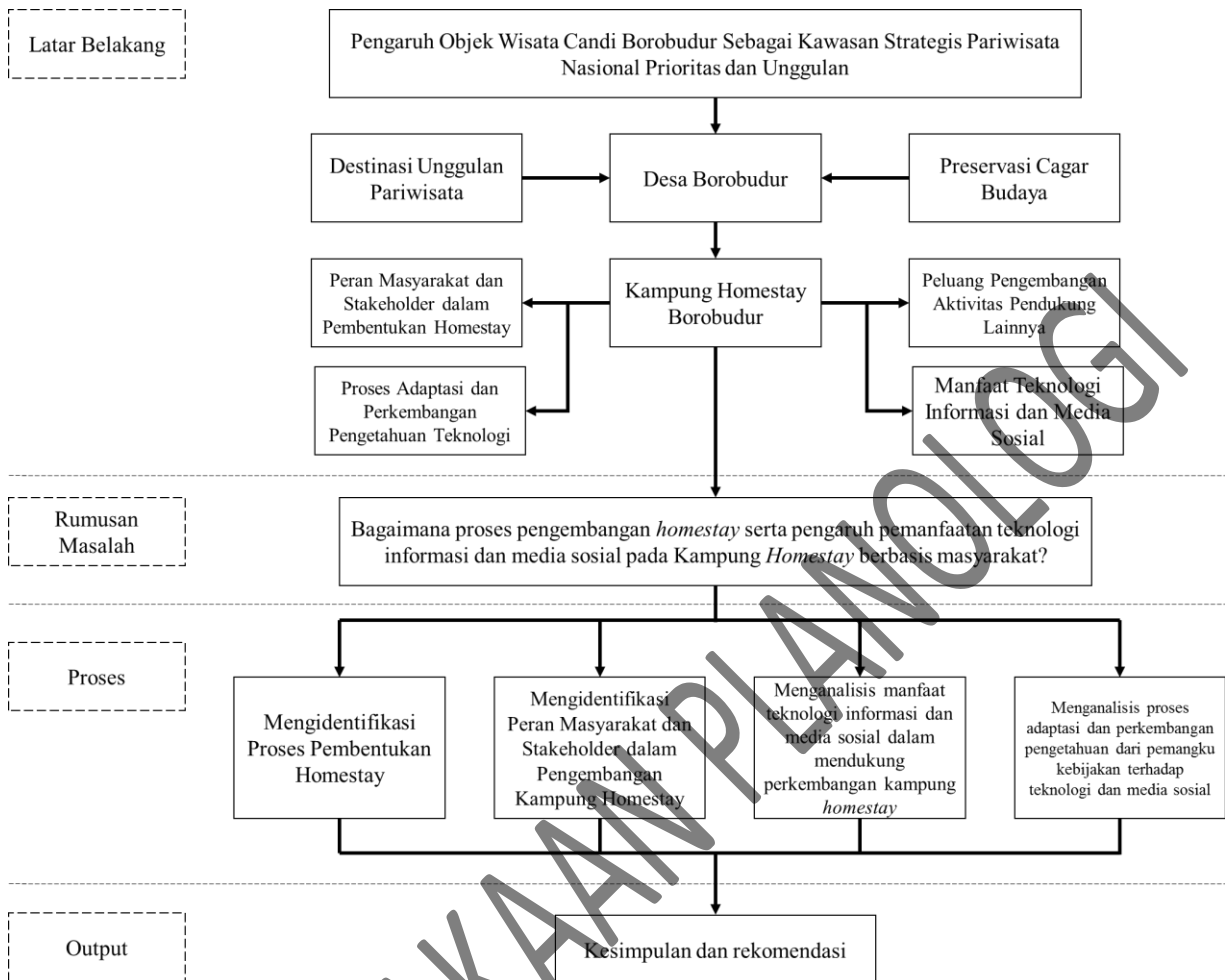 Latar Belakang
Pengaruh Objek Wisata Candi Borobudur Sebagai Kawasan Strategis Pariwisata
Nasional Prioritas dan Unggulan
Destinasi Unggulan
Pariwisata
Desa Borobudur
Preservasi Cagar
Budaya
Peran Masyarakat dan
Stakeholder dalam
Pembentukan Homestay
Kampung Homestay
Borobudur
Peluang Pengembangan
Aktivitas Pendukung
Lainnya
Proses Adaptasi dan
Perkembangan
Pengetahuan Teknologi
Manfaat Teknologi
Informasi dan Media
Sosial
Rumusan
Masalah
Bagaimana proses pengembangan homestay serta pengaruh pemanfaatan teknologi
informasi dan media sosial pada Kampung Homestay berbasis masyarakat?
Proses
Mengidentifikasi
Proses Pembentukan
Homestay
Mengidentifikasi
Peran Masyarakat dan
Stakeholder dalam
Pengembangan
Kampung Homestay
Menganalisis manfaat
teknologi informasi dan
media sosial dalam
mendukung
perkembangan kampung
homestay
Menganalisis proses
adaptasi dan perkembangan
pengetahuan dari pemangku
kebijakan terhadap
teknologi dan media sosial
Output
Kesimpulan dan rekomendasi
KAAN PLANOLOGI